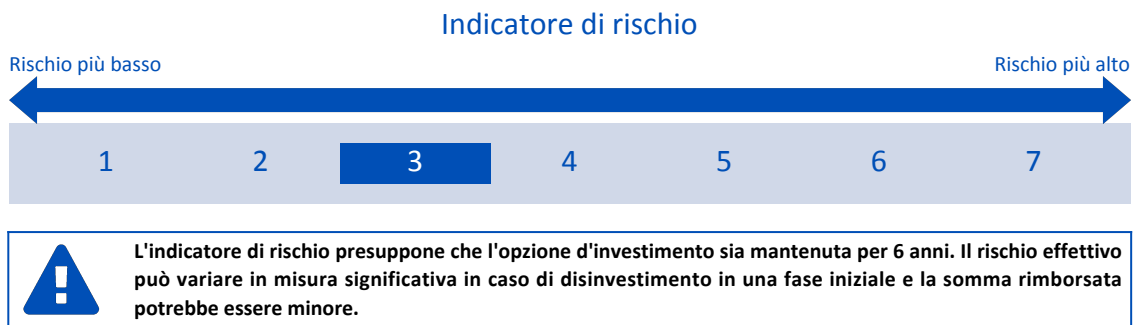 Indicatore di rischio
Rischio più basso Rischio più alto
1 2 3 4 5 6 7
L'indicatore di rischio presuppone che l'opzione d'investimento sia mantenuta per 6 anni. Il rischio effettivo
può variare in misura significativa in caso di disinvestimento in una fase iniziale e la somma rimborsata
potrebbe essere minore.